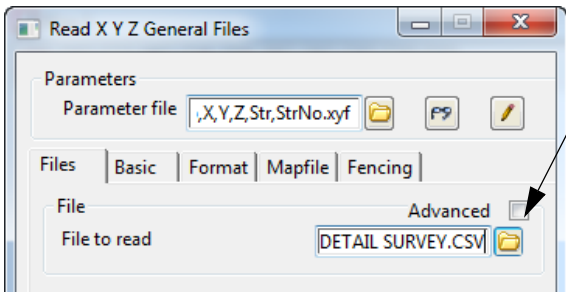 Read X Y Z General Files
Parameters
Parameter file ,X,Y,Z,Str,StrNo.xyf
Files Basic Format Mapfile Fencing
File Advanced
File to read DETAIL SURVEY.CSV